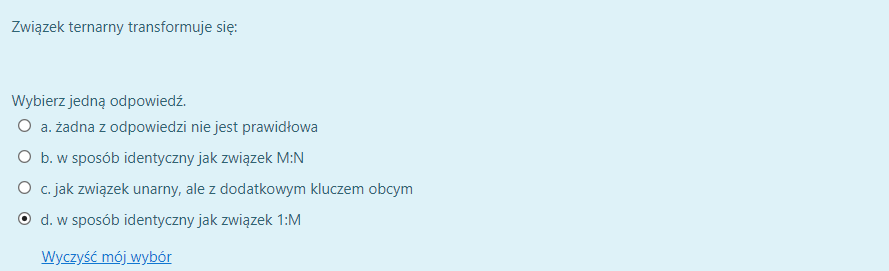 Związek ternarny transformuje się:
Wybierz jedną odpowiedź.
a. żadna z odpowiedzi nie jest prawidłowa
b. w sposób identyczny jak związek M:N
c. jak związek unarny, ale z dodatkowym kluczem obcym
d. w sposób identyczny jak związek 1:M
Wyczyść mój wybór